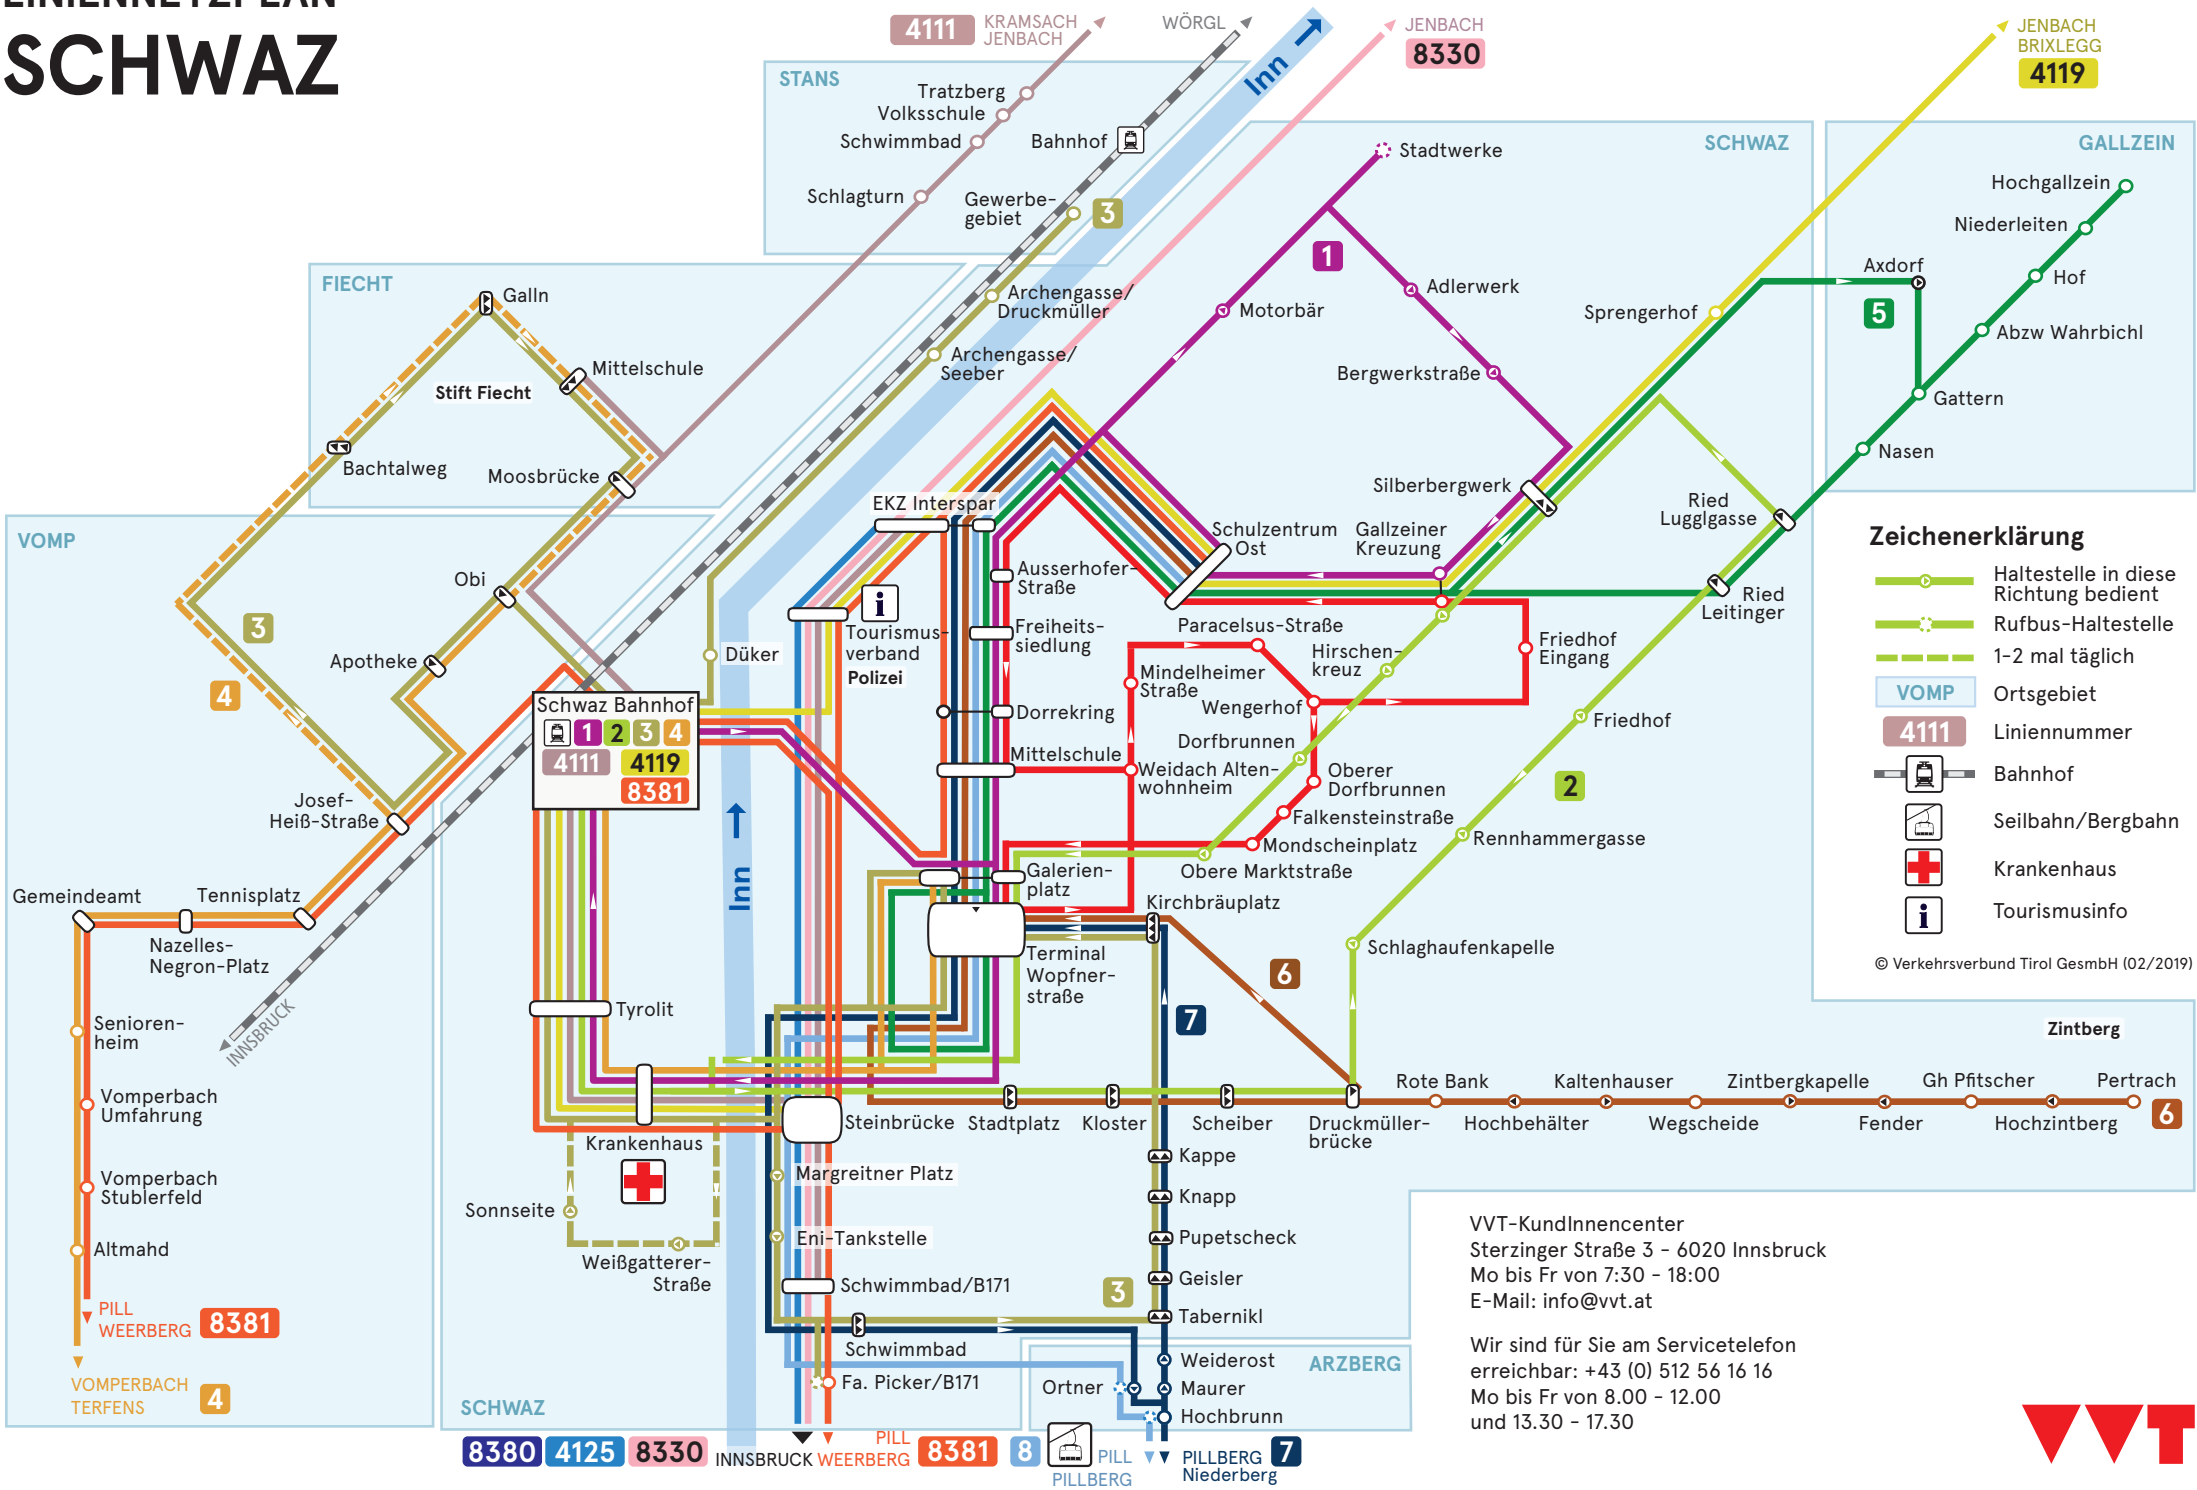 LINIENNETZPLAN
SCHWAZ
4111
KRAMSACH
JENBACH
WÖRGL
Inn
JENBACH
8330
JENBACH
BRIXLEGG
4119
STANS
Tratzberg
Volksschule
Schwimmbad
Bahnhof
Schlagturn
Gewerbe-
gebiet
3
Archengasse/
Druckmüller
Archengasse/
Seeber
FIECHT
Galln
Mittelschule
Stift Fiecht
Bachtalweg
Moosbrücke
SCHWAZ
Stadtwerke
1
Adlerwerk
Motorbär
Bergwerkstraße
Sprengerhof
Silberbergwerk
Gallzeiner
Kreuzung
Schulzentrum
Ost
Ried
Lugglgasse
Ried
Leitinger
GALLZEIN
Hochgallzein
Niederleiten
Hof
Axdorf
5
Abzw Wahrbichl
Gattern
Nasen
VOMP
Obi
3
Apotheke
4
Josef-
Heiß-Straße
Gemeindeamt
Tennisplatz
Nazelles-
Negron-Platz
INNSBRUCK
Senioren-
heim
Vomperbach
Umfahrung
Vomperbach
Stublerfeld
Altmahd
PILL
WEERBERG
8381
VOMPERBACH
TERFENS
4
Schwaz Bahnhof
1
2
3
4
4111
4119
8381
Düker
EKZ Interspar
i
Tourismus-
verband
Polizei
Ausserhofer-
Straße
Freiheits-
siedlung
Dorrekring
Mittelschule
Paracelsus-Straße
Mindelheimer
Straße
Hirschen-
kreuz
Wengerhof
Friedhof
Eingang
Dorfbrunnen
Weidach Alten-
wohnheim
Oberer
Dorfbrunnen
Falkensteinstraße
Mondscheinplatz
Obere Marktstraße
Friedhof
2
Rennhammergasse
Schlaghaufenkapelle
Inn
Galerien-
platz
Kirchbräuplatz
Terminal
Wopfner-
straße
6
7
Tyrolit
Krankenhaus
Steinbrücke
Stadtplatz
Kloster
Scheiber
Druckmüller-
brücke
Rote Bank
Hochbehälter
Kaltenhauser
Wegscheide
Zintbergkapelle
Fender
Gh Pfitscher
Hochzintberg
Pertrach
6
Zintberg
Sonnseite
Weißgatterer-
Straße
Margreitner Platz
Eni-Tankstelle
Schwimmbad/B171
Schwimmbad
Fa. Picker/B171
Kappe
Knapp
Pupetscheck
Geisler
3
Tabernikl
Weiderost
ARZBERG
Ortner
Maurer
Hochbrunn
SCHWAZ
8380
4125
8330
INNSBRUCK
PILL
WEERBERG
8381
8
PILL
PILLBERG
PILLBERG
Niederberg
7
Zeichenerklärung
Haltestelle in diese
Richtung bedient
Rufbus-Haltestelle
1-2 mal täglich
VOMP
Ortsgebiet
4111
Liniennummer
Bahnhof
Seilbahn/Bergbahn
Krankenhaus
i
Tourismusinfo
© Verkehrsverbund Tirol GesmbH (02/2019)
VVT-KundInnencenter
Sterzinger Straße 3 - 6020 Innsbruck
Mo bis Fr von 7:30 - 18:00
E-Mail: info@vvt.at
Wir sind für Sie am Servicetelefon
erreichbar: +43 (0) 512 56 16 16
Mo bis Fr von 8.00 - 12.00
und 13.30 - 17.30
VVT